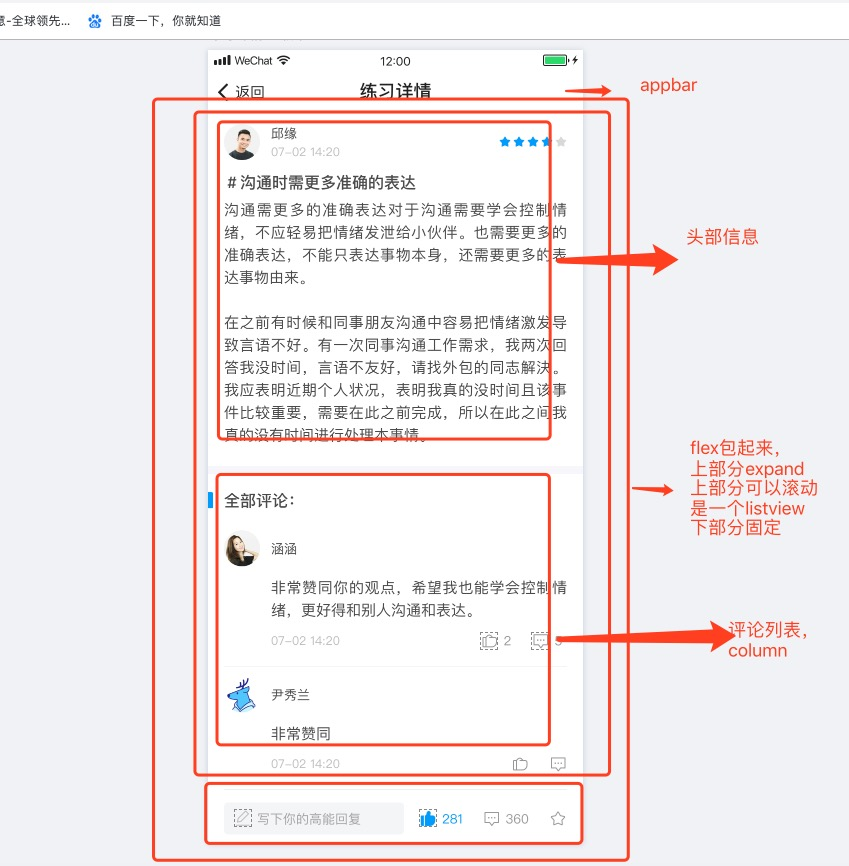 慧-全球领先...
百度一下，你就知道
WeChat
12:00
返回
练习详情
appbar
邱缘
07-02 14:20
# 沟通时需更多准确的表达
沟通需更多的准确表达对于沟通需要学会控制情
绪，不应轻易把情绪发泄给小伙伴。也需要更多的
准确表达，不能只表达事物本身，还需要更多的表
达事物由来。
头部信息
在之前有时候和同事朋友沟通中容易把情绪激发导
致言语不好。有一次同事沟通工作需求，我两次回
答我没时间，言语不友好，请找外包的同志解决。
我应表明近期个人状况，表明我真的没时间且该事
件比较重要，需要在此之前完成，所以在此之间我
真的没有时间进行处理本事情。
flex包起来，
上部分expand
上部分可以滚动
是一个listview
下部分固定
全部评论：
涵涵
非常赞同你的观点，希望我也能学会控制情
绪，更好得和别人沟通和表达。
07-02 14:20
2
评论列表，
column
尹秀兰
非常赞同
07-02 14:20
写下你的高能回复
281
360